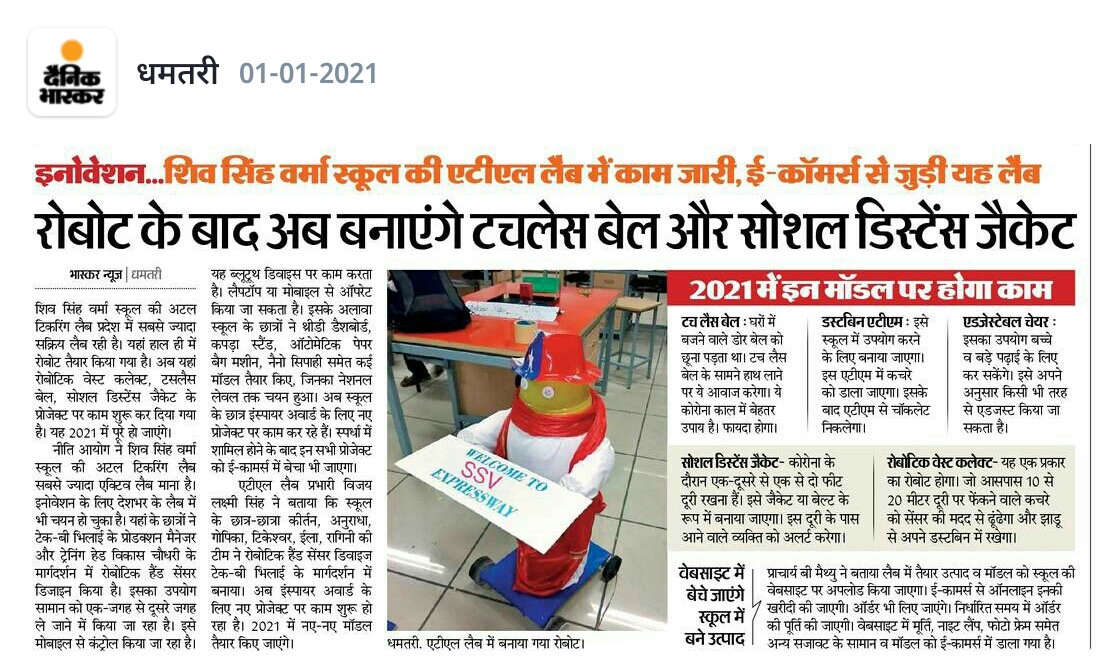 दैनिक
भास्कर
धमतरी 01-01-2021
इनोवेशन...शिव सिंह वर्मा स्कूल की एटीएल लैब में काम जारी, ई-कॉमर्स से जुड़ी यह लैब
रोबोट के बाद अब बनाएंगे टचलेस बेल और सोशल डिस्टेंस जैकेट
भास्कर न्यूज | धमतरी
शिव सिंह वर्मा स्कूल की अटल
टिकरिंग लैब प्रदेश में सबसे ज्यादा
सक्रिय लैब रही है। यहां हाल ही में
रोबोट तैयार किया गया है। अब यहां
रोबोटिक वेस्ट कलेक्ट, टसलैस
बेल, सोशल डिस्टेंस जैकेट के
प्रोजेक्ट पर काम शुरू कर दिया गया
है। यह 2021 में पूरे हो जाएंगे।
नीति आयोग ने शिव सिंह वर्मा
स्कूल की अटल टिकरिंग लैब
सबसे ज्यादा एक्टिव लैब माना है।
इनोवेशन के लिए देशभर के लैब में
भी चयन हो चुका है। यहां के छात्रों ने
टेक-बी भिलाई के प्रोडक्शन मैनेजर
और ट्रेनिंग हेड विकास चौधरी के
मार्गदर्शन में रोबोटिक हैंड सेंसर
डिजाइन किया है। इसका उपयोग
सामान को एक-जगह से दूसरे जगह
ले जाने में किया जा रहा है। इसे
मोबाइल से कंट्रोल किया जा रहा है।
यह ब्लूटूथ डिवाइस पर काम करता
है। लैपटॉप या मोबाइल से ऑपरेट
किया जा सकता है। इसके अलावा
स्कूल के छात्रों ने थ्रीडी डैशबोर्ड,
कपड़ा स्टैंड, ऑटोमेटिक पेपर
बैग मशीन, नैनो सिपाही समेत कई
मॉडल तैयार किए, जिनका नेशनल
लेवल तक चयन हुआ। अब स्कूल
के छात्र इंस्पायर अवार्ड के लिए नए
प्रोजेक्ट पर काम कर रहे हैं। स्पर्धा में
शामिल होने के बाद इन सभी प्रोजेक्ट
को ई-कामर्स में बेचा भी जाएगा।
एटीएल लैब प्रभारी विजय
लक्ष्मी सिंह ने बताया कि स्कूल
के छात्र-छात्रा कीर्तन, अनुराधा,
गोपिका, टिकेश्वर, ईला, रागिनी की
टीम ने रोबोटिक हैंड सेंसर डिवाइज
टेक-बी भिलाई के मार्गदर्शन में
बनाया। अब इंस्पायर अवार्ड के
लिए नए प्रोजेक्ट पर काम शुरू हो
रहा है। 2021 में नए-नए मॉडल
तैयार किए जाएंगे।
WELCOME TO
SSV
EXPRESSWAY
धमतरी. एटीएल लैब में बनाया गया रोबोट।
2021 में इन मॉडल पर होगा काम
टच लैस बेल : घरों में
बजने वाले डोर बेल को
छूना पड़ता था। टच लैस
बेल के सामने हाथ लाने
पर ये आवाज करेगा। ये
कोरोना काल में बेहतर
उपाय है। फायदा होगा।
डस्टबिन एटीएम : इसे
स्कूल में उपयोग करने
के लिए बनाया जाएगा।
इस एटीएम में कचरे
को डाला जाएगा। इसके
बाद एटीएम से चॉकलेट
निकलेगा।
एडजेस्टेबल चेयर :
इसका उपयोग बच्चे
व बड़े पढ़ाई के लिए
कर सकेंगे। इसे अपने
अनुसार किसी भी तरह
से एडजस्ट किया जा
सकता है।
सोशल डिस्टेंस जैकेट- कोरोना के
दौरान एक-दूसरे से एक से दो फीट
दूरी रखना हैं। इसे जैकेट या बेल्ट के
रूप में बनाया जाएगा। इस दूरी के पास
आने वाले व्यक्ति को अलर्ट करेगा।
रोबोटिक वेस्ट कलेक्ट- यह एक प्रकार
का रोबोट होगा। जो आसपास 10 से
20 मीटर दूरी पर फेंकने वाले कचरे
को सेंसर की मदद से ढूंढ़ेगा और झाडू
से अपने डस्टबिन में रखेगा।
वेबसाइट में
बेचे जाएंगे
स्कूल में
बने उत्पाद
प्राचार्य बी मैथ्यु ने बताया लैब में तैयार उत्पाद व मॉडल को स्कूल की
वेबसाइट पर अपलोड किया जाएगा। ई-कामर्स से ऑनलाइन इनकी
खरीदी की जाएगी। ऑर्डर भी लिए जाएंगे। निर्धारित समय में ऑर्डर
की पूर्ति की जाएगी। वेबसाइट में मूर्ति, नाइट लैंप, फोटो फ्रेम समेत
अन्य सजावट के सामान व मॉडल को ई-कामर्स में डाला गया है।